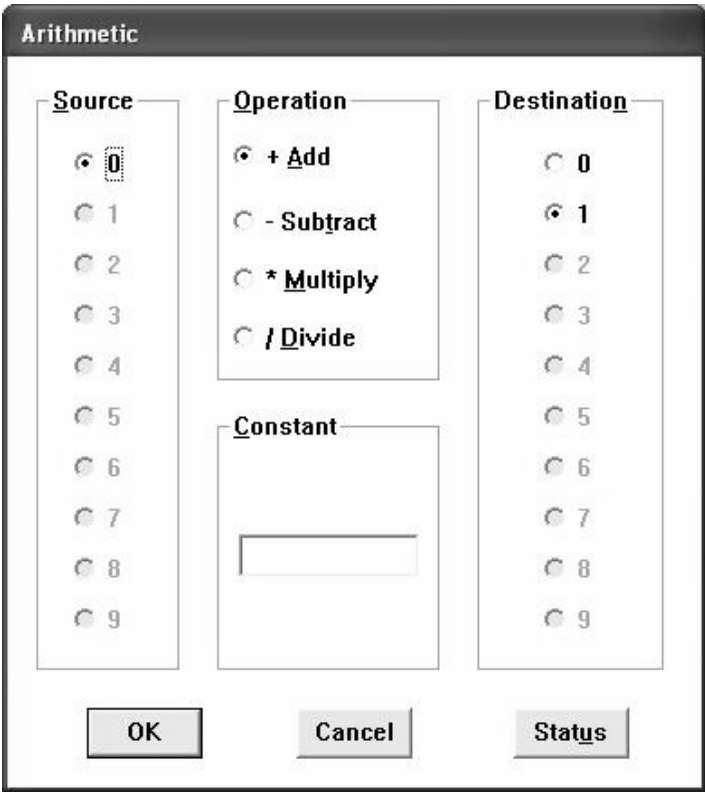 Arithmetic
Source
0
1
2
3
4
5
6
7
8
9
Operation
+ Add
- Subtract
* Multiply
/ Divide
Constant
Destination
0
1
2
3
4
5
6
7
8
9
OK
Cancel
Status